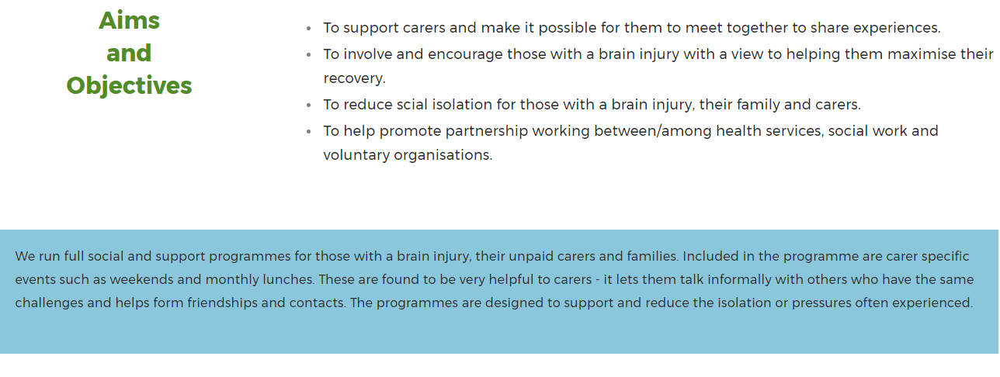 Aims
and
Objectives
• To support carers and make it possible for them to meet together to share experiences.
• To involve and encourage those with a brain injury with a view to helping them maximise their
recovery.
• To reduce scial isolation for those with a brain injury, their family and carers.
• To help promote partnership working between/among health services, social work and
voluntary organisations.
We run full social and support programmes for those with a brain injury, their unpaid carers and families. Included in the programme are carer specific
events such as weekends and monthly lunches. These are found to be very helpful to carers - it lets them talk informally with others who have the same
challenges and helps form friendships and contacts. The programmes are designed to support and reduce the isolation or pressures often experienced.